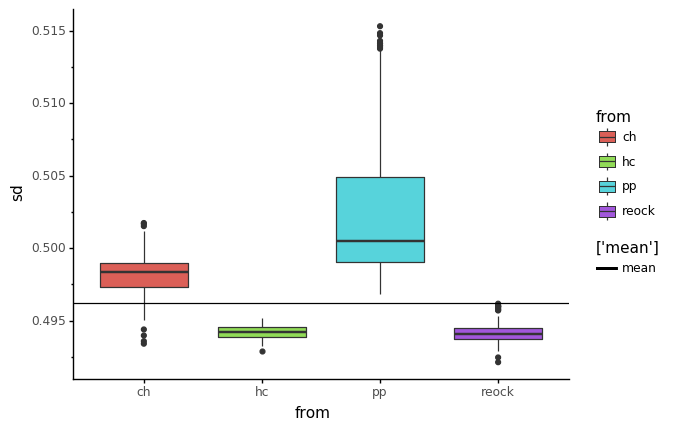 0.515
0.510
0.505
0.500
0.495
sd
ch
hc
pp
reock
from
from
ch
hc
pp
reock
['mean']
mean